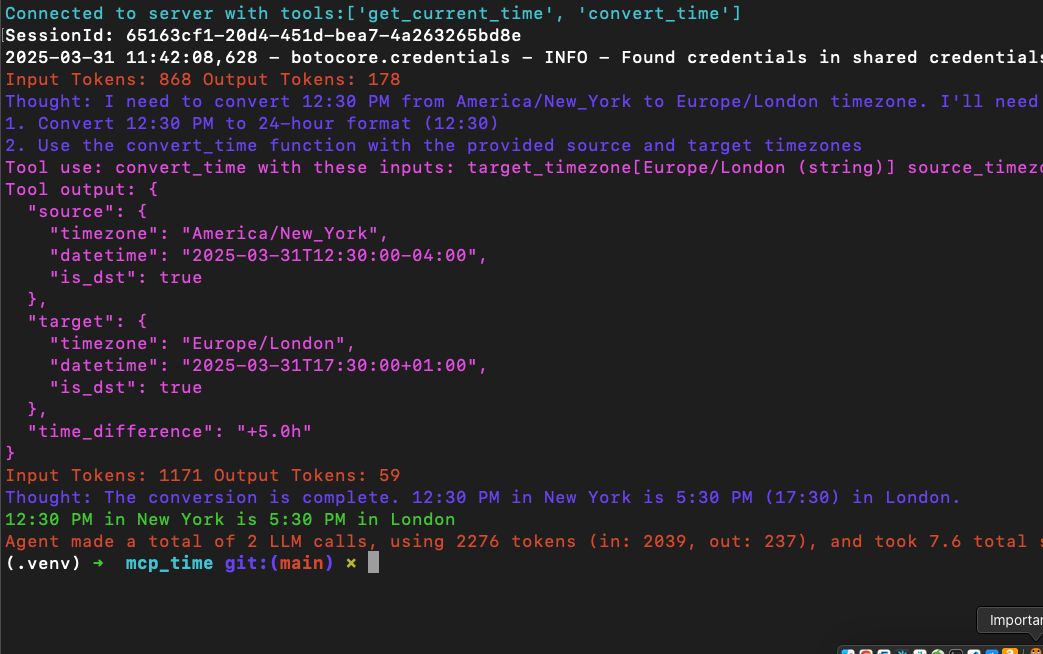 Connected to server with tools:['get_current_time', 'convert_time']
SessionId: 65163cf1-20d4-451d-bea7-4a263265bd8e
2025-03-31 11:42:08,628 – botocore.credentials – INFO – Found credentials in shared credentials
Input Tokens: 868 Output Tokens: 178
Thought: I need to convert 12:30 PM from America/New_York to Europe/London timezone. I'll need
1. Convert 12:30 PM to 24-hour format (12:30)
2. Use the convert_time function with the provided source and target timezones
Tool use: convert_time with these inputs: target_timezone[Europe/London (string)] source_timezo
Tool output: {
  "source": {
    "timezone": "America/New_York",
    "datetime": "2025-03-31T12:30:00-04:00",
    "is_dst": true
  },
  "target": {
    "timezone": "Europe/London",
    "datetime": "2025-03-31T17:30:00+01:00",
    "is_dst": true
  },
  "time_difference": "+5.0h"
}
Input Tokens: 1171 Output Tokens: 59
Thought: The conversion is complete. 12:30 PM in New York is 5:30 PM (17:30) in London.
12:30 PM in New York is 5:30 PM in London
Agent made a total of 2 LLM calls, using 2276 tokens (in: 2039, out: 237), and took 7.6 total s
(.venv) → mcp_time git:(main) ×
Importan